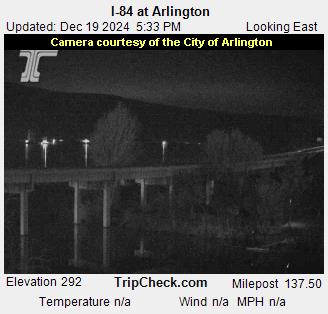 I-84 at Arlington
Updated: Dec 19 2024 5:33 PM Looking East
Camera courtesy of the City of Arlington
Elevation 292 TripCheck.com Milepost 137.50
Temperature n/a Wind n/a MPH n/a